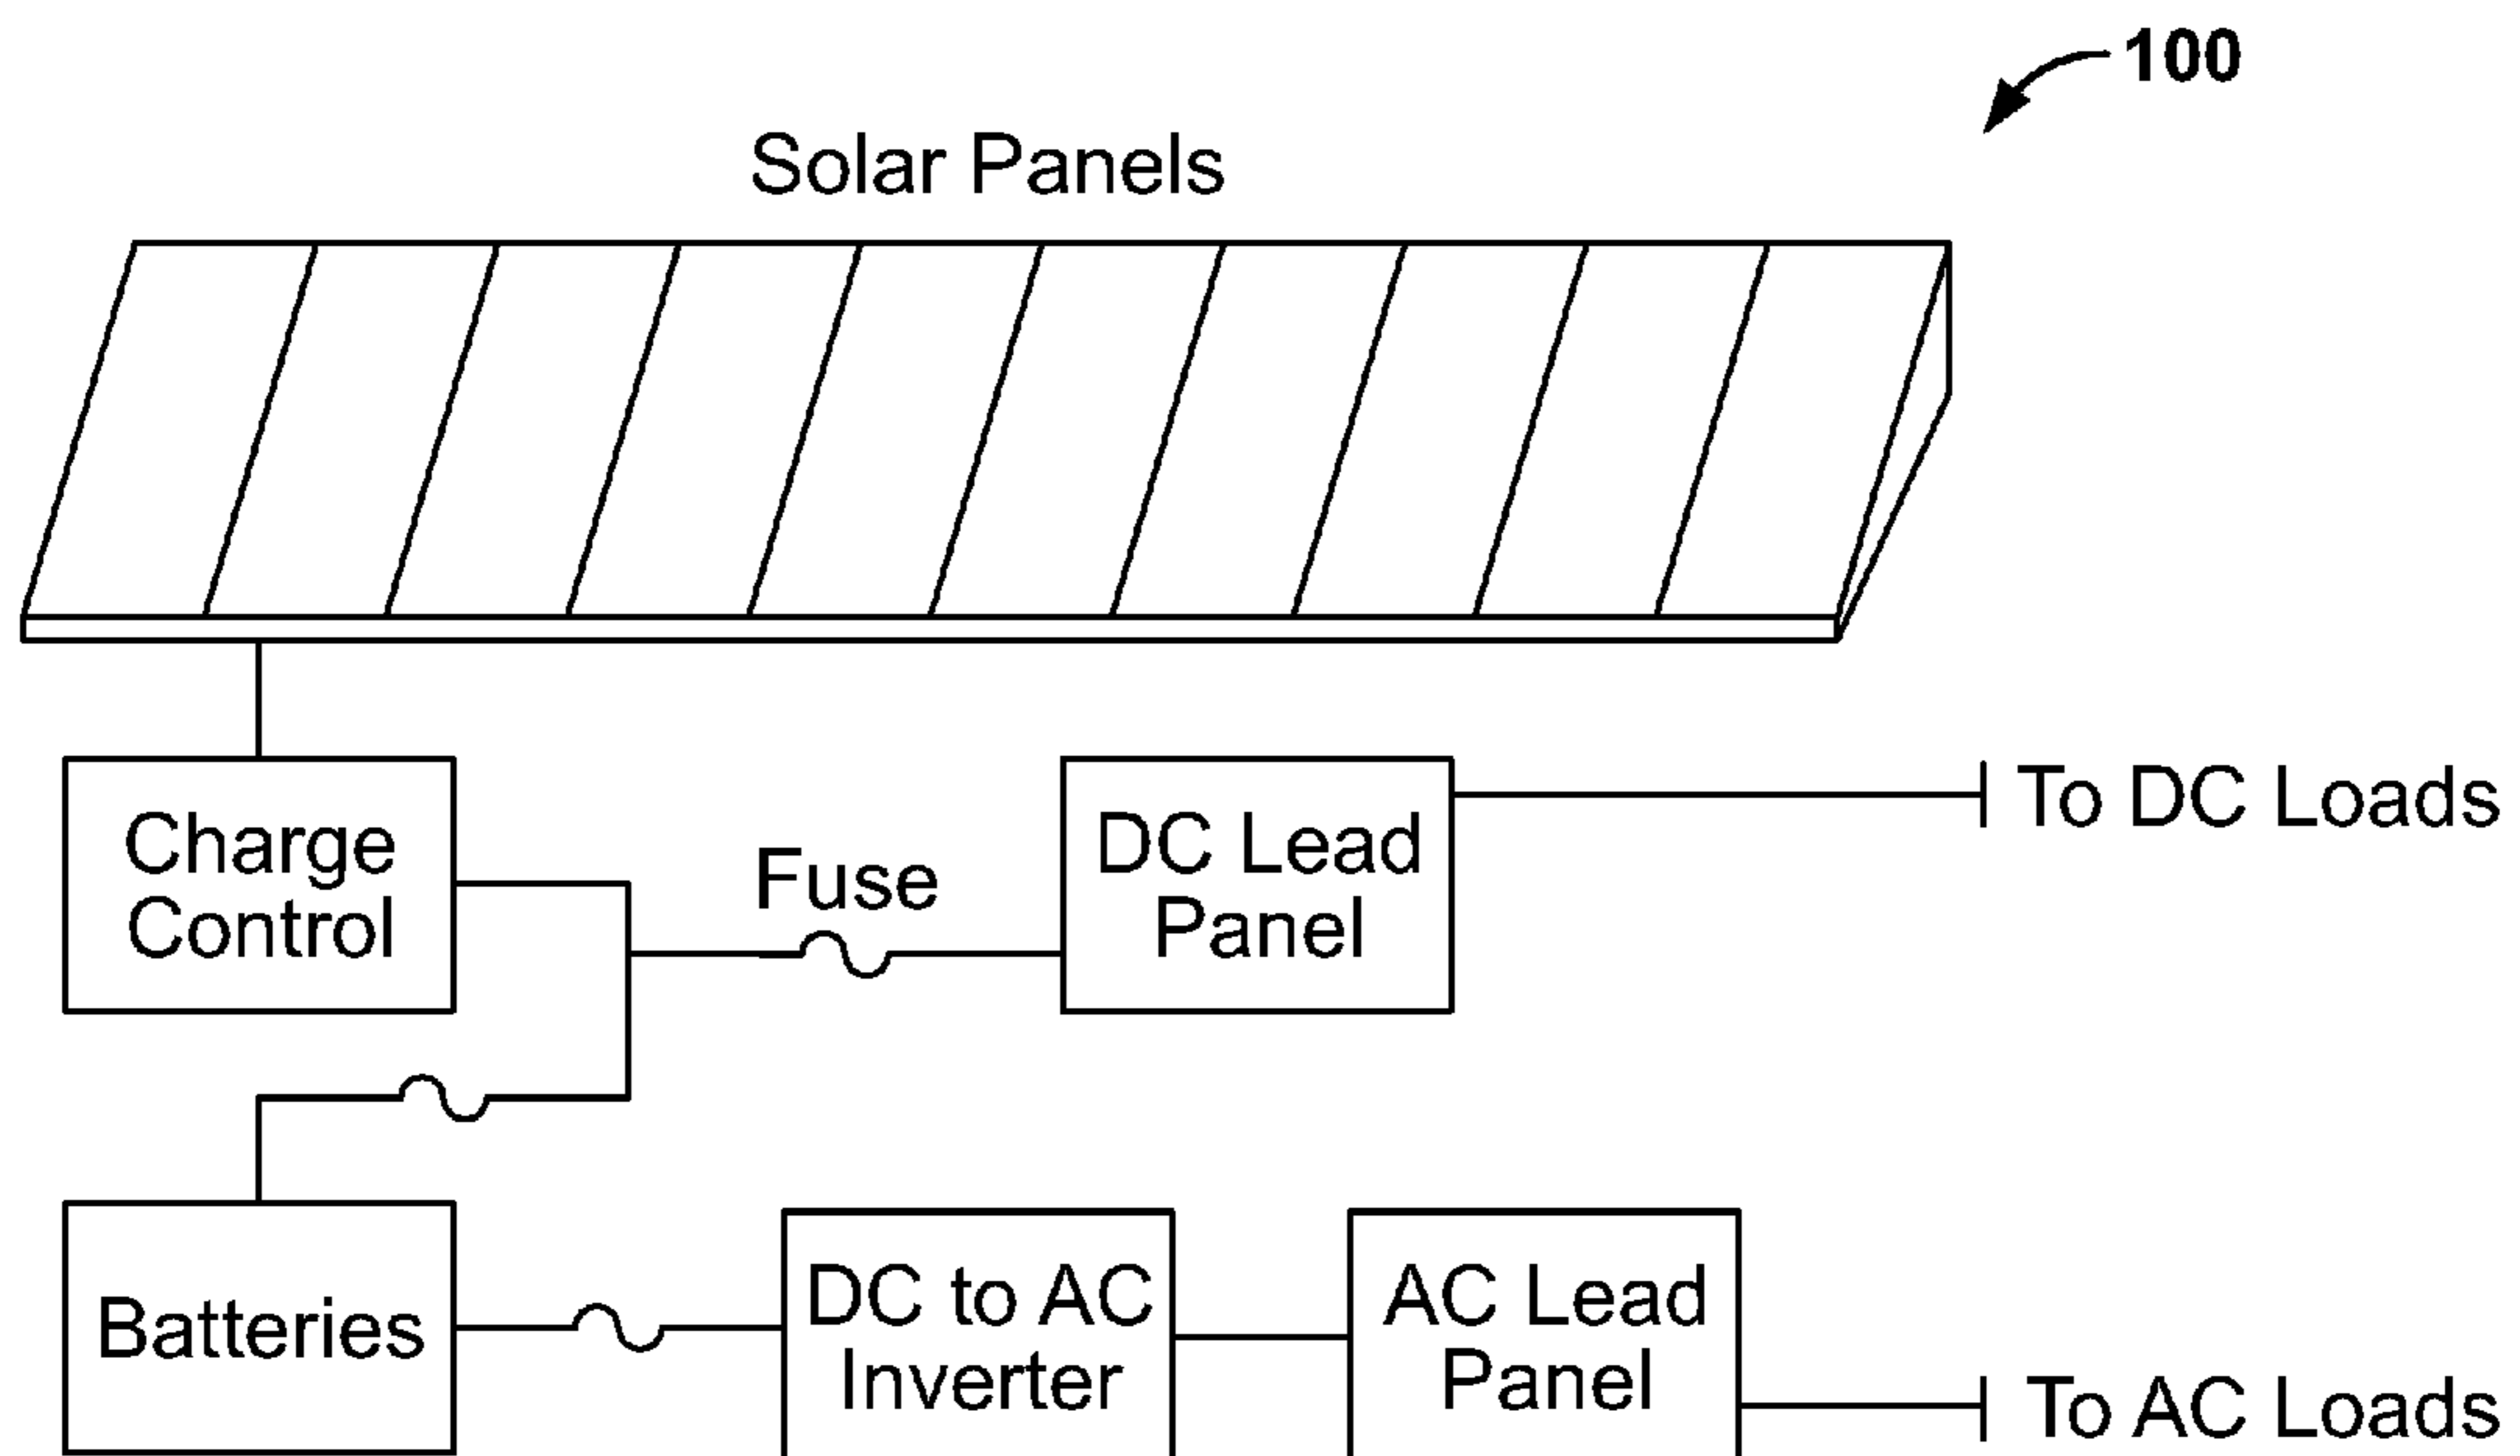 100
Solar Panels
Charge
Control
Fuse
DC Lead
Panel
To DC Loads
Batteries
DC to AC
Inverter
AC Lead
Panel
To AC Loads